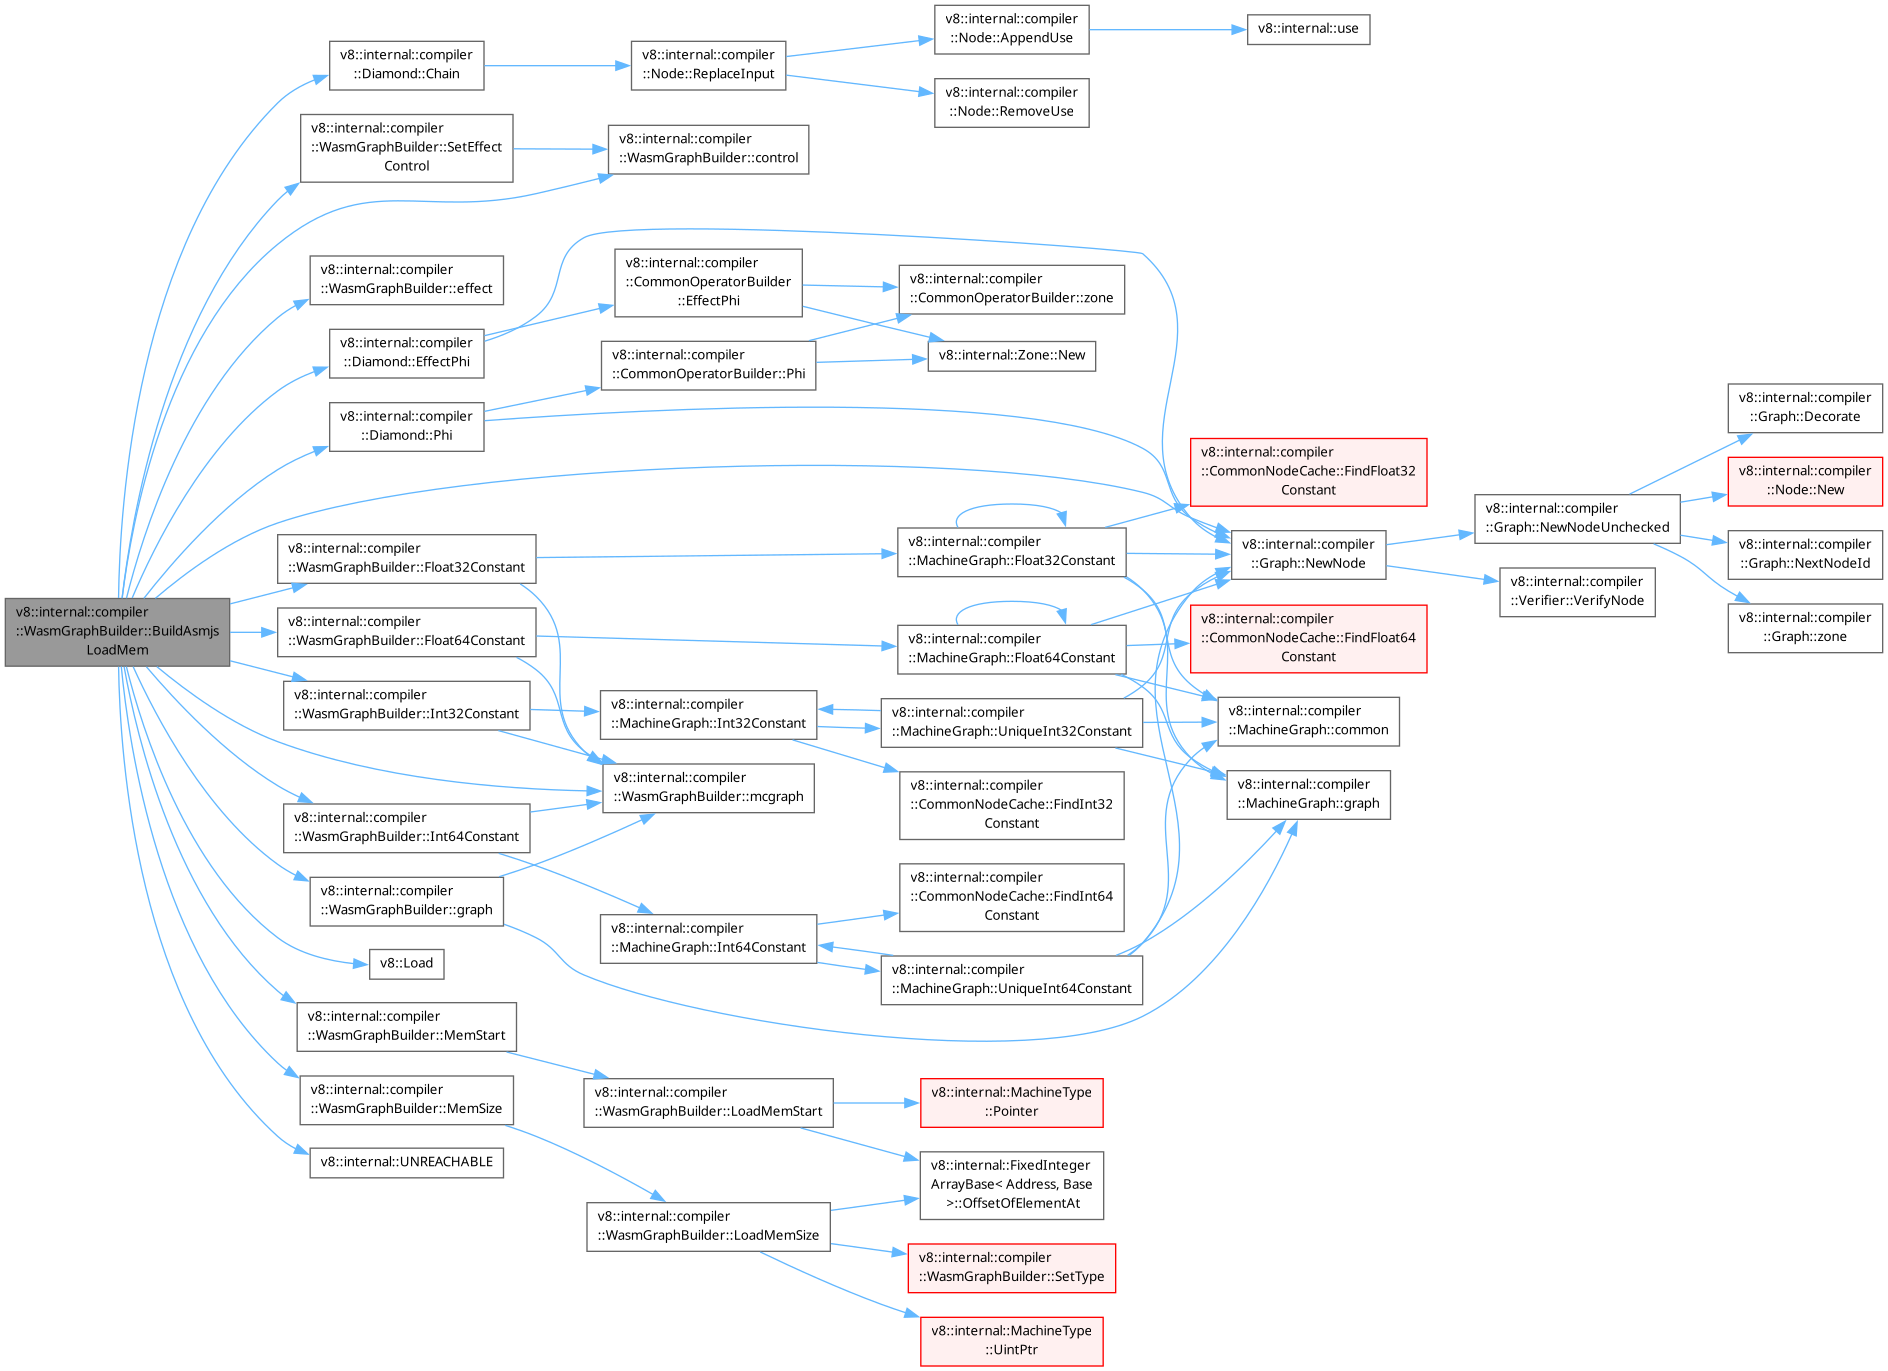 v8::internal::compiler
::WasmGraphBuilder::BuildAsmjs
LoadMem
v8::internal::compiler
::Diamond::Chain
v8::internal::compiler
::Node::ReplaceInput
v8::internal::compiler
::Node::AppendUse
v8::internal::use
v8::internal::compiler
::Node::RemoveUse
v8::internal::compiler
::WasmGraphBuilder::SetEffect
Control
v8::internal::compiler
::WasmGraphBuilder::control
v8::internal::compiler
::WasmGraphBuilder::effect
v8::internal::compiler
::Diamond::EffectPhi
v8::internal::compiler
::CommonOperatorBuilder
::EffectPhi
v8::internal::compiler
::CommonOperatorBuilder::zone
v8::internal::Zone::New
v8::internal::compiler
::CommonOperatorBuilder::Phi
v8::internal::compiler
::Diamond::Phi
v8::internal::compiler
::CommonNodeCache::FindFloat32
Constant
v8::internal::compiler
::Graph::NewNode
v8::internal::compiler
::Graph::NewNodeUnchecked
v8::internal::compiler
::Graph::Decorate
v8::internal::compiler
::Node::New
v8::internal::compiler
::Graph::NextNodeId
v8::internal::compiler
::Graph::zone
v8::internal::compiler
::Verifier::VerifyNode
v8::internal::compiler
::WasmGraphBuilder::Float32Constant
v8::internal::compiler
::MachineGraph::Float32Constant
v8::internal::compiler
::WasmGraphBuilder::Float64Constant
v8::internal::compiler
::MachineGraph::Float64Constant
v8::internal::compiler
::CommonNodeCache::FindFloat64
Constant
v8::internal::compiler
::WasmGraphBuilder::Int32Constant
v8::internal::compiler
::MachineGraph::Int32Constant
v8::internal::compiler
::MachineGraph::UniqueInt32Constant
v8::internal::compiler
::MachineGraph::common
v8::internal::compiler
::MachineGraph::graph
v8::internal::compiler
::WasmGraphBuilder::mcgraph
v8::internal::compiler
::CommonNodeCache::FindInt32
Constant
v8::internal::compiler
::WasmGraphBuilder::Int64Constant
v8::internal::compiler
::CommonNodeCache::FindInt64
Constant
v8::internal::compiler
::WasmGraphBuilder::graph
v8::internal::compiler
::MachineGraph::Int64Constant
v8::internal::compiler
::MachineGraph::UniqueInt64Constant
v8::Load
v8::internal::compiler
::WasmGraphBuilder::MemStart
v8::internal::compiler
::WasmGraphBuilder::LoadMemStart
v8::internal::MachineType
::Pointer
v8::internal::compiler
::WasmGraphBuilder::MemSize
v8::internal::FixedInteger
ArrayBase< Address, Base
>::OffsetOfElementAt
v8::internal::UNREACHABLE
v8::internal::compiler
::WasmGraphBuilder::LoadMemSize
v8::internal::compiler
::WasmGraphBuilder::SetType
v8::internal::MachineType
::UintPtr